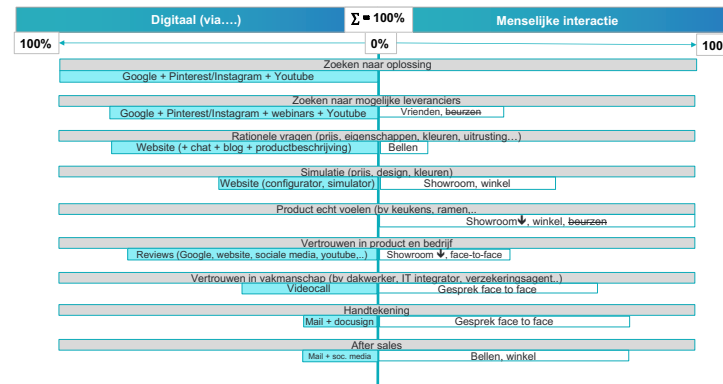 Digitaal (via….)
Σ = 100%
Menselijke interactie
100%
0%
100
Zoeken naar oplossing
Google + Pinterest/Instagram + Youtube
Zoeken naar mogelijke leveranciers
Google + Pinterest/Instagram + webinars + Youtube
Vrienden, beurzen
Rationele vragen (prijs, eigenschappen, kleuren, uitrusting…)
Website (+ chat + blog + productbeschrijving)
Bellen
Simulatie (prijs, design, kleuren)
Website (configurator, simulator)
Showroom, winkel
Product echt voelen (bv keukens, ramen,..
Showroom🡻, winkel, beurzen
Vertrouwen in product en bedrijf
Reviews (Google, website, sociale media, youtube,..)
Showroom 🡻, face-to-face
Vertrouwen in vakmanschap (bv dakwerker, IT integrator, verzekeringsagent..)
Videocall
Gesprek face to face
Handtekening
Mail + docusign
Gesprek face to face
After sales
Mail + soc. media
Bellen, winkel